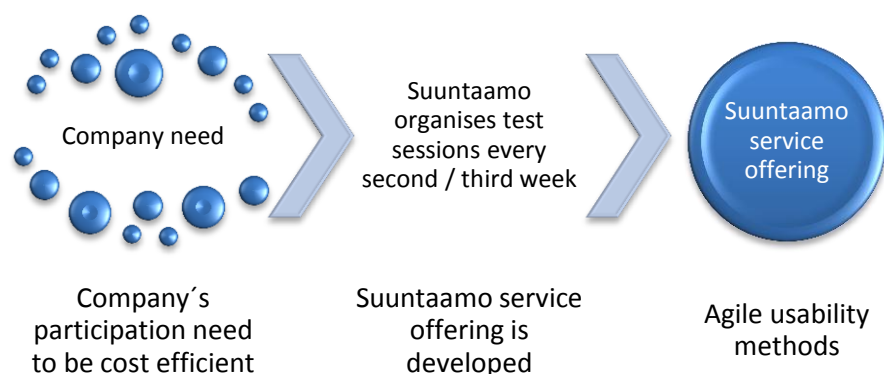 Company need
Suuntaamo
organises test
sessions every
second / third week
Suuntaamo
service
offering
Company´s
participation need
to be cost efficient
Suuntaamo service
offering is
developed
Agile usability
methods